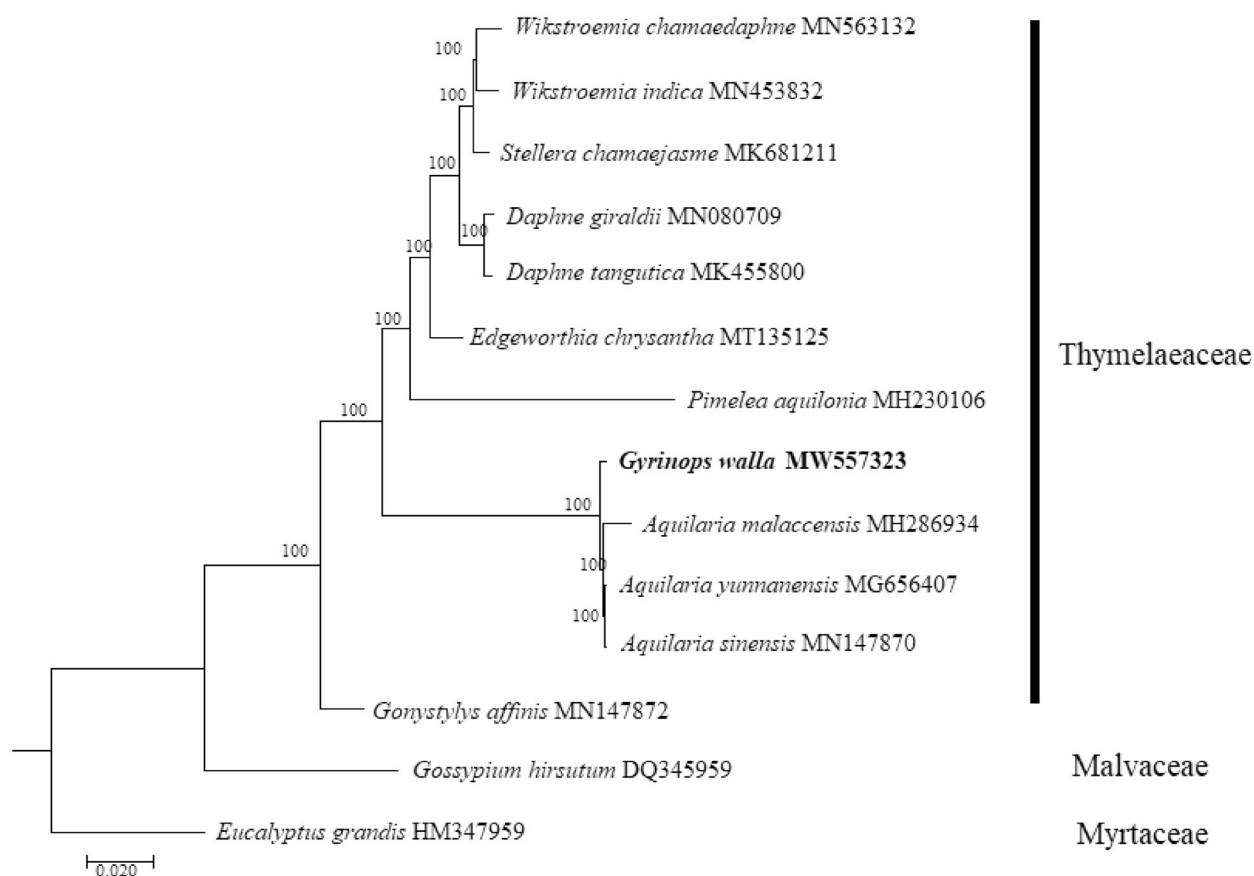 Wikstroemia chamaedaphne MN563132
100
Wikstroemia indica MN453832
100
Stellera chamaejasme MK681211
100
Daphne giraldii MN080709
100
100
Daphne tangutica MK455800
100
Edgeworthia chrysantha MT135125
Thymelaeaceae
100
Pimelea aquilonia MH230106
100
Gyrinops walla MW557323
100
Aquilaria malaccensis MH286934
100
100
Aquilaria yunnanensis MG656407
100
Aquilaria sinensis MN147870
Gonystylys affinis MN147872
Gossypium hirsutum DQ345959
Malvaceae
Eucalyptus grandis HM347959
Myrtaceae
0.020